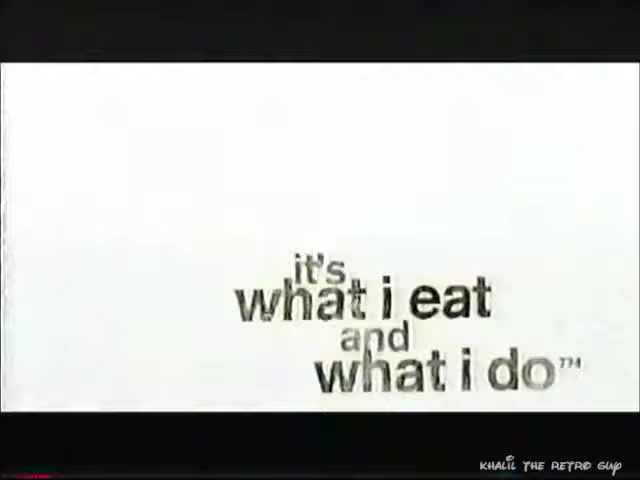 it's
what i eat
and
what i do™
KHALIL THE RETRO GUY